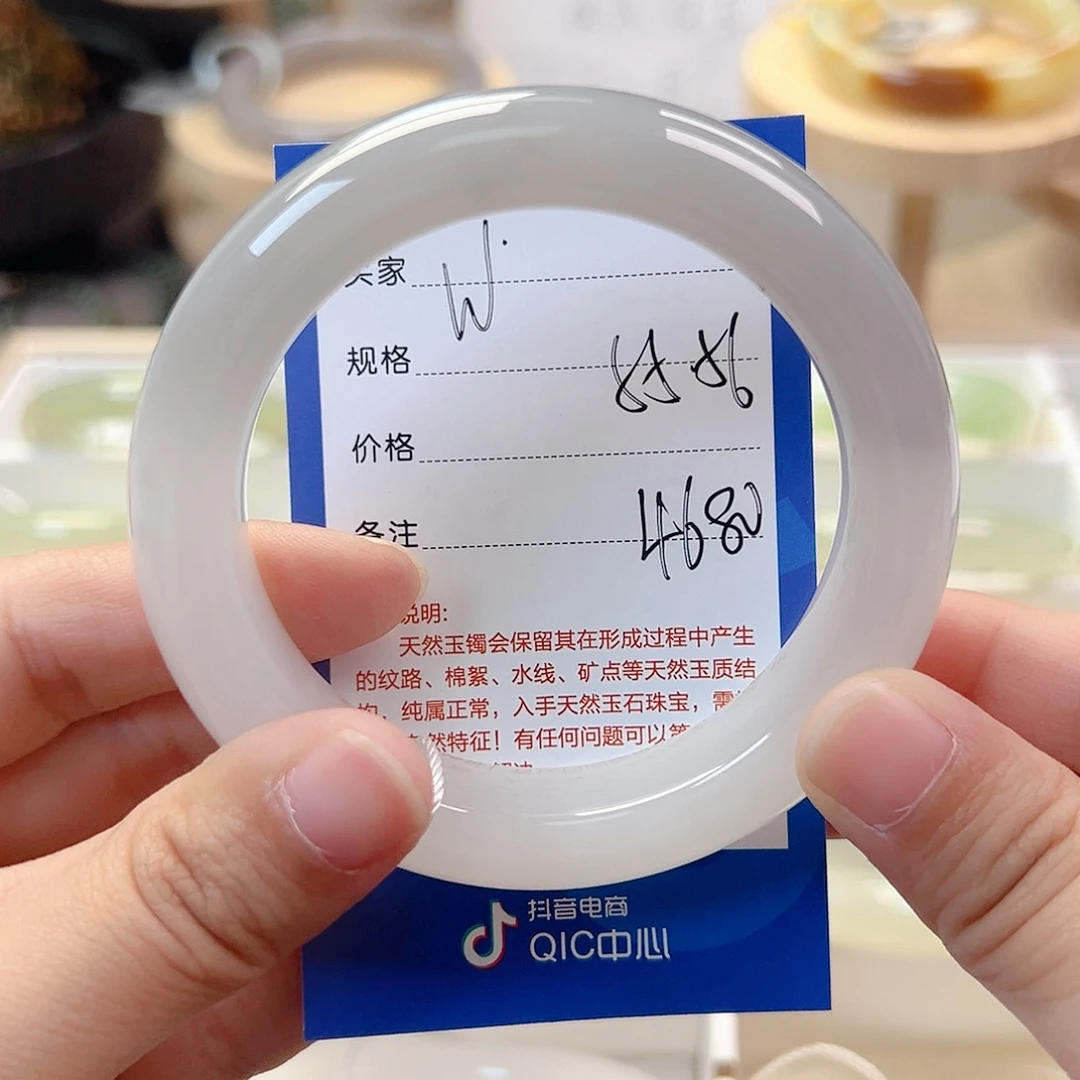 买家 W.
规格
价格
备注 4680
说明:
天然玉镯会保留其在形成过程中产生
的纹路、棉絮、水线、矿点等天然玉质结
构,纯属正常,入手天然玉石珠宝,需
然特征!有任何问题可以
抖音电商
QIC中心